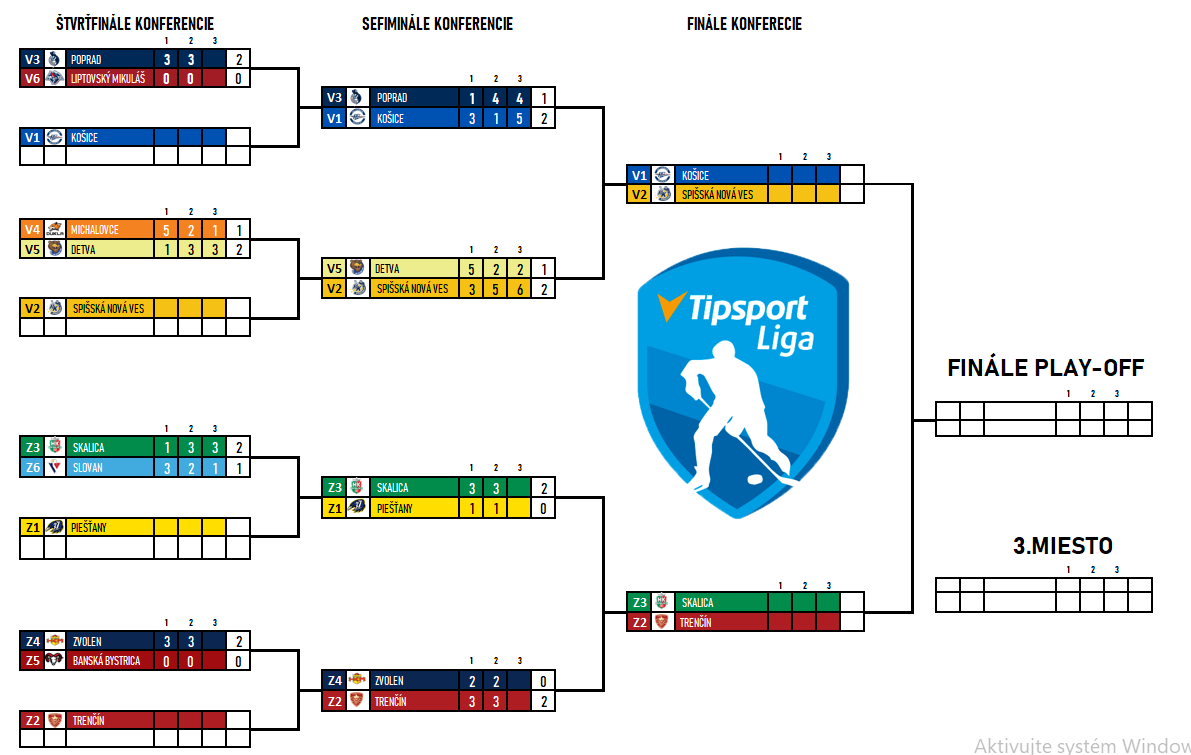 ŠTVRŤFINÁLE KONFERENCIE
SEFIMINÁLE KONFERENCIE
FINÁLE KONFERECIE
1 2 3
V3 POPRAD 3 3 2
V6 LIPTOVSKÝ MIKULÁŠ 0 0 0
V1 KOŠICE
1 2 3
V3 POPRAD 1 4 4 1
V1 KOŠICE 3 1 5 2
1 2 3
V1 KOŠICE
V2 SPIŠSKÁ NOVÁ VES
1 2 3
V4 MICHALOVCE 5 2 1 1
V5 DETVA 1 3 3 2
V2 SPIŠSKÁ NOVÁ VES
1 2 3
V5 DETVA 5 2 2 1
V2 SPIŠSKÁ NOVÁ VES 3 5 6 2
Tipsport
Liga
FINÁLE PLAY-OFF
1 2 3
1 2 3
Z3 SKALICA 1 3 3 2
Z6 SLOVAN 3 2 1 1
Z1 PIEŠŤANY
1 2 3
Z3 SKALICA 3 3 2
Z1 PIEŠŤANY 1 1 0
3.MIESTO
1 2 3
1 2 3
Z3 SKALICA
Z2 TRENČÍN
1 2 3
Z4 ZVOLEN 3 3 2
Z5 BANSKÁ BYSTRICA 0 0 0
Z2 TRENČÍN
1 2 3
Z4 ZVOLEN 2 2 0
Z2 TRENČÍN 3 3 2
Aktivujte systém Window